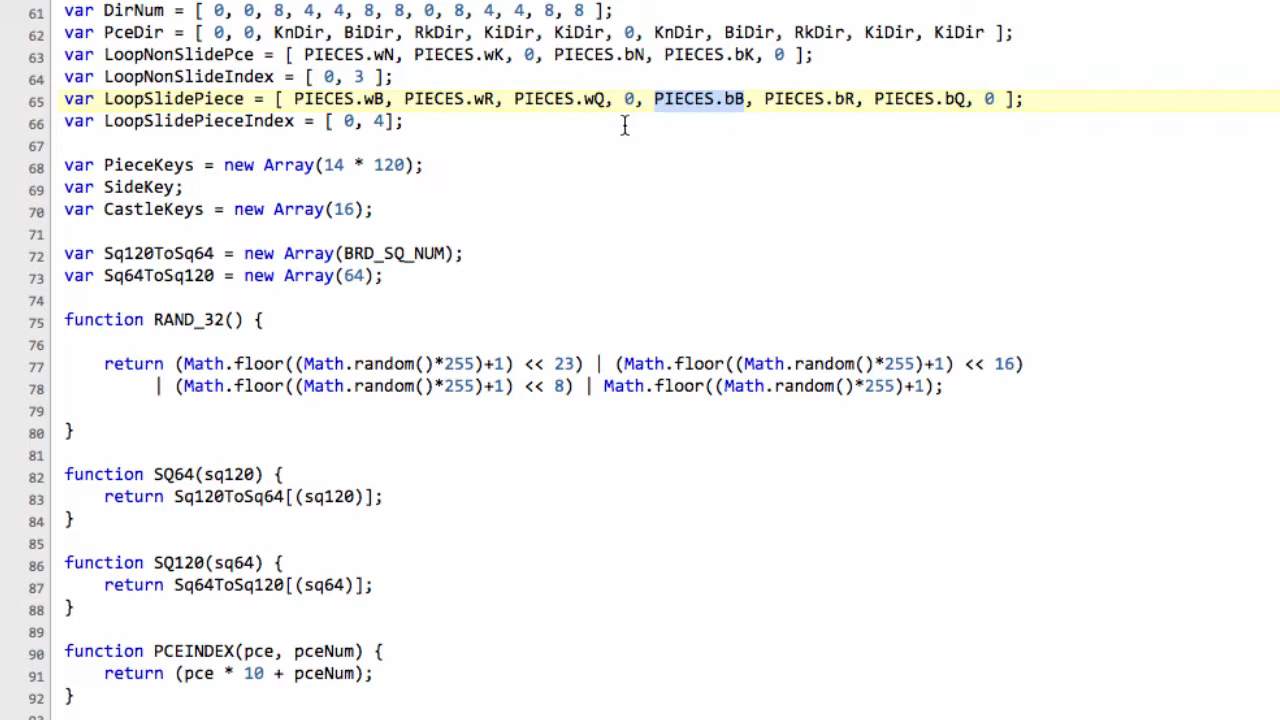 61 var DirNum = [ 0, 0, 8, 4, 4, 8, 8, 0, 8, 4, 4, 8, 8 ];
62 var PceDir = [ 0, 0, KnDir, BiDir, RkDir, KiDir, KiDir, 0, KnDir, BiDir, RkDir, KiDir, KiDir ];
63 var LoopNonSlidePce = [ PIECES.wN, PIECES.wK, 0, PIECES.bN, PIECES.bK, 0 ];
64 var LoopNonSlideIndex = [ 0, 3 ];
65 var LoopSlidePiece = [ PIECES.wB, PIECES.wR, PIECES.wQ, 0, PIECES.bB, PIECES.bR, PIECES.bQ, 0 ];
66 var LoopSlidePieceIndex = [ 0, 4];
67
68 var PieceKeys = new Array(14 * 120);
69 var SideKey;
70 var CastleKeys = new Array(16);
71
72 var Sq120ToSq64 = new Array(BRD_SQ_NUM);
73 var Sq64ToSq120 = new Array(64);
74
75 function RAND_32() {
76
77 return (Math.floor((Math.random()*255)+1) << 23) | (Math.floor((Math.random()*255)+1) << 16)
78 | (Math.floor((Math.random()*255)+1) << 8) | Math.floor((Math.random()*255)+1);
79
80 }
81
82 function SQ64(sq120) {
83 return Sq120ToSq64[(sq120)];
84 }
85
86 function SQ120(sq64) {
87 return Sq64ToSq120[(sq64)];
88 }
89
90 function PCEINDEX(pce, pceNum) {
91 return (pce * 10 + pceNum);
92 }
93